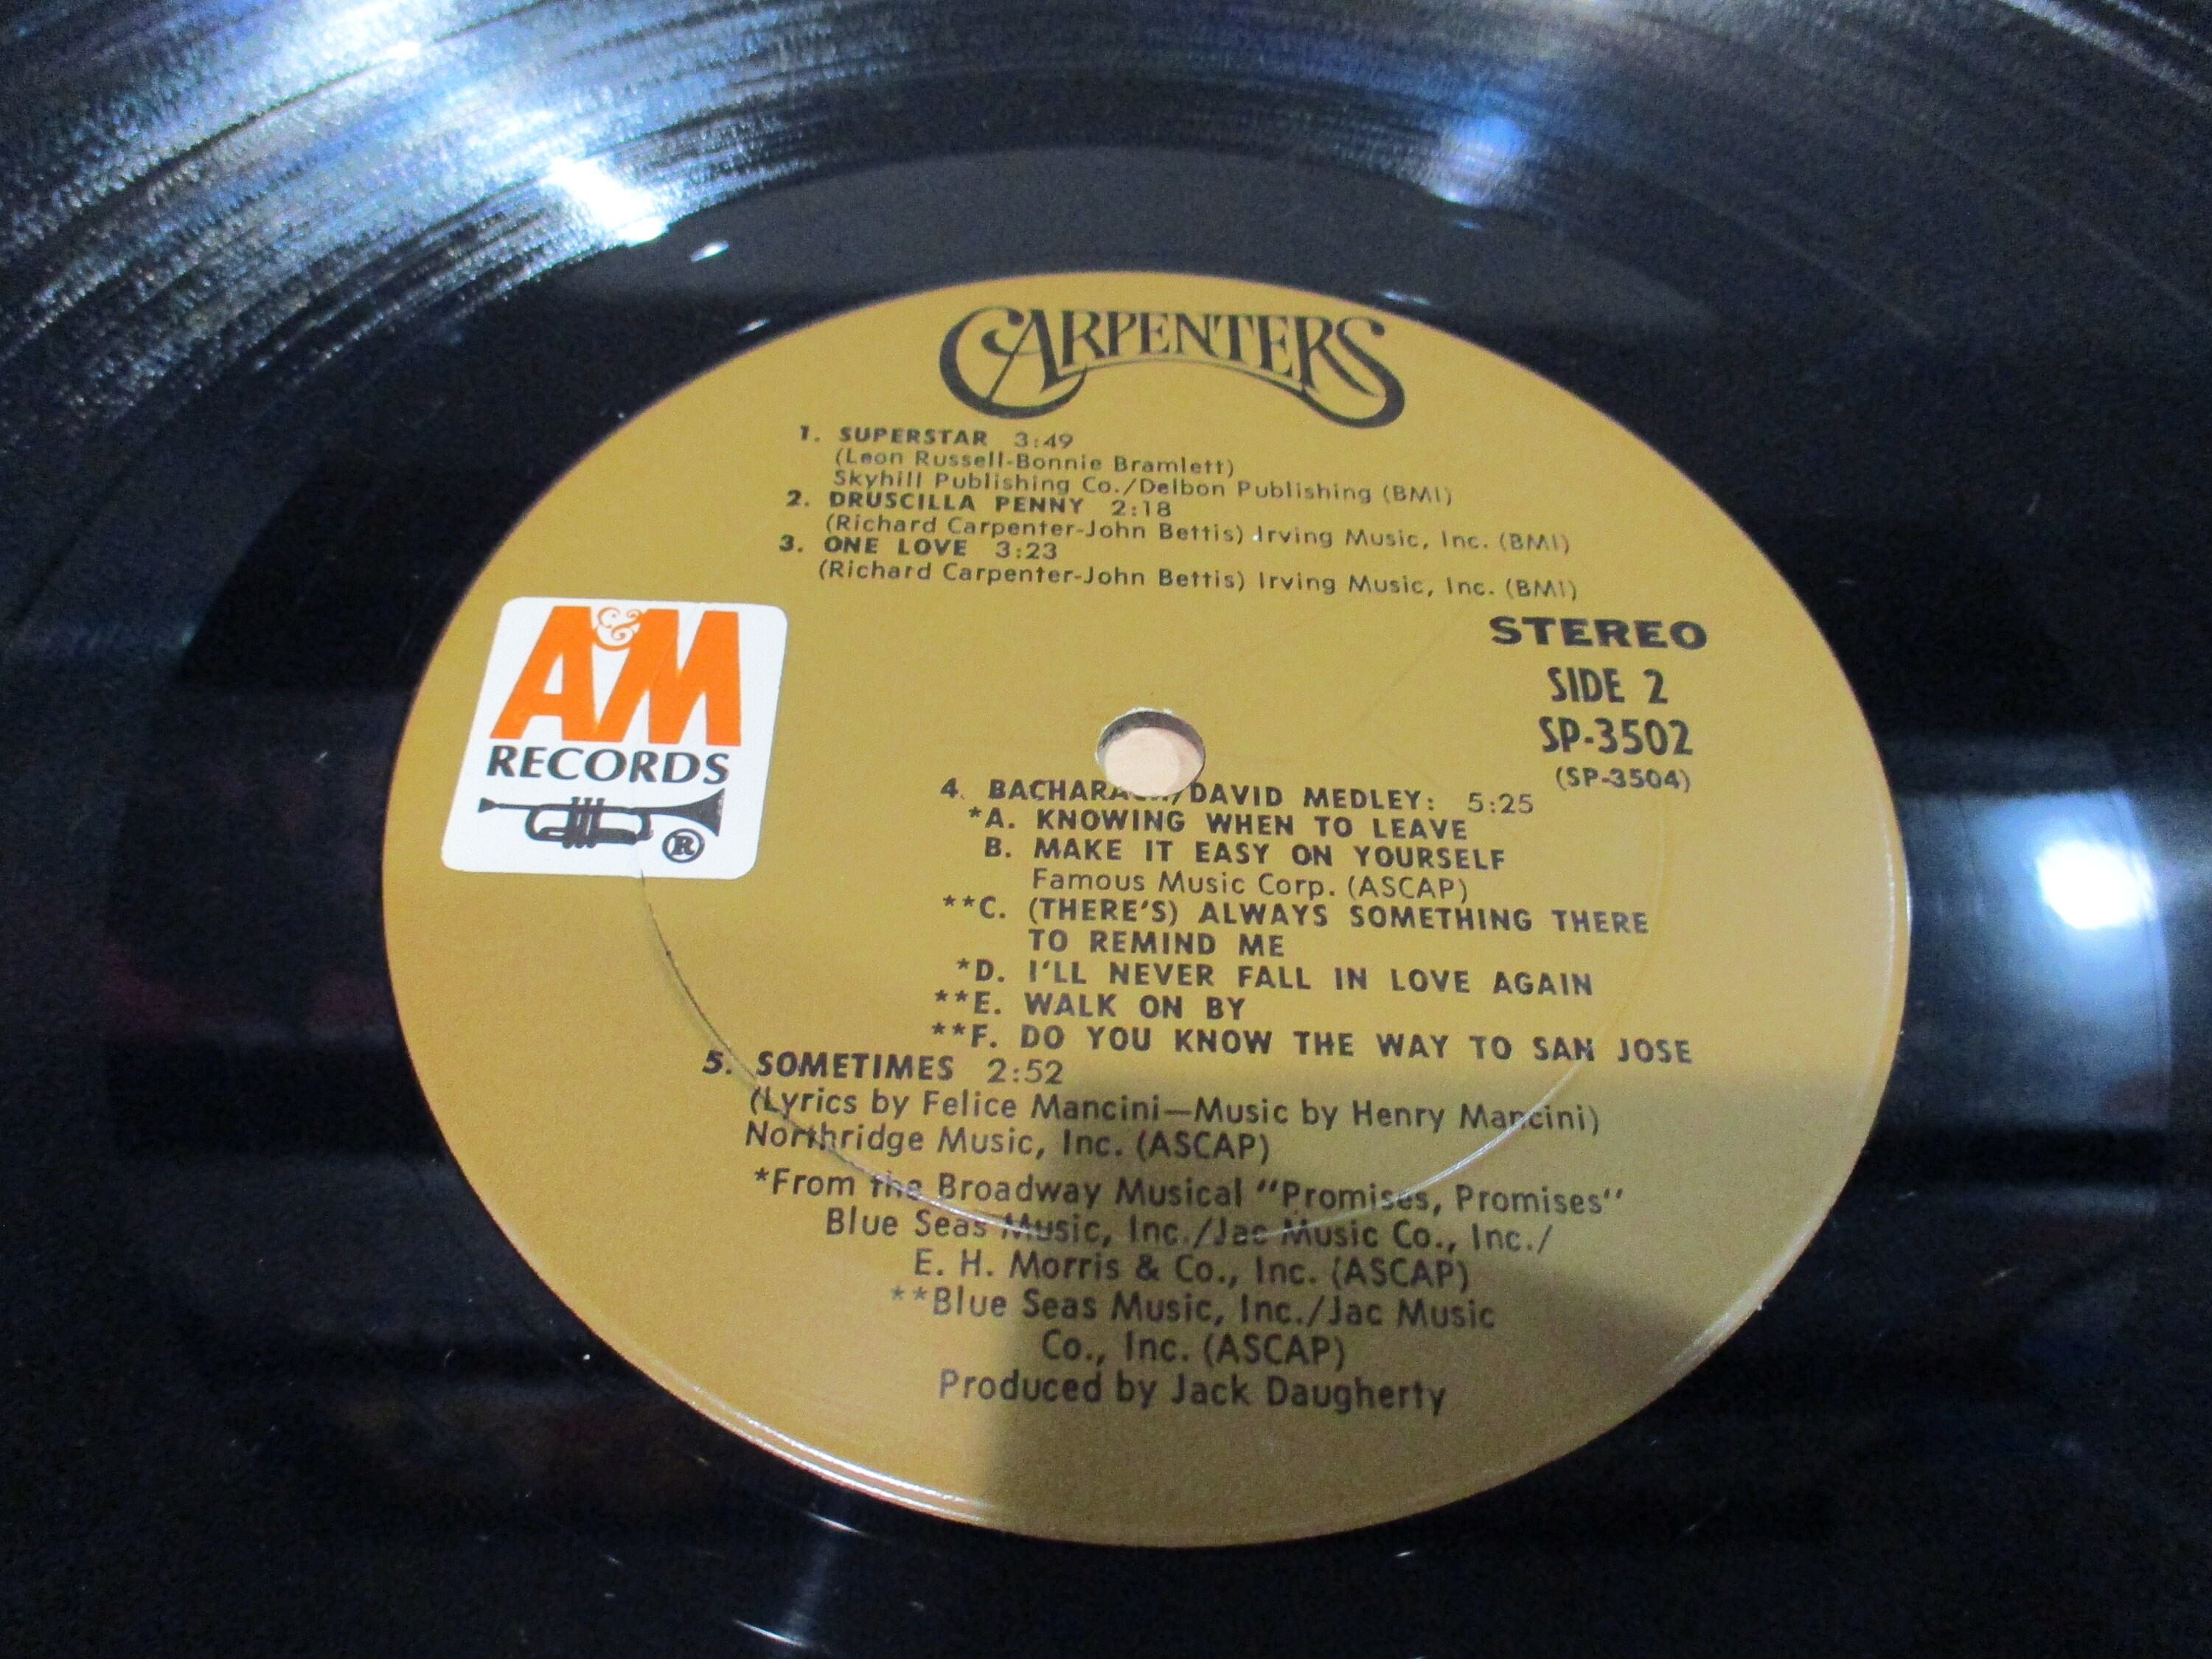 CARPENTERS
1. SUPERSTAR 3:49
(Leon Russell-Bonnie Bramlett)
Skyhill Publishing Co./Delbon Publishing (BMI)
2. DRUSCILLA PENNY 2:18
(Richard Carpenter-John Bettis) Irving Music, Inc. (BMI)
3. ONE LOVE 3:23
(Richard Carpenter-John Bettis) Irving Music, Inc. (BMI)
A&M
RECORDS
®
STEREO
SIDE 2
SP-3502
(SP-3504)
4. BACHARACH/DAVID MEDLEY: 5:25
*A. KNOWING WHEN TO LEAVE
B. MAKE IT EASY ON YOURSELF
Famous Music Corp. (ASCAP)
**C. (THERE'S) ALWAYS SOMETHING THERE
TO REMIND ME
*D. I'LL NEVER FALL IN LOVE AGAIN
**E. WALK ON BY
**F. DO YOU KNOW THE WAY TO SAN JOSE
5. SOMETIMES 2:52
(Lyrics by Felice Mancini—Music by Henry Mancini)
Northridge Music, Inc. (ASCAP)
*From the Broadway Musical "Promises, Promises"
Blue Seas Music, Inc./Jac Music Co., Inc./
E. H. Morris & Co., Inc. (ASCAP)
**Blue Seas Music, Inc./Jac Music
Co., Inc. (ASCAP)
Produced by Jack Daugherty